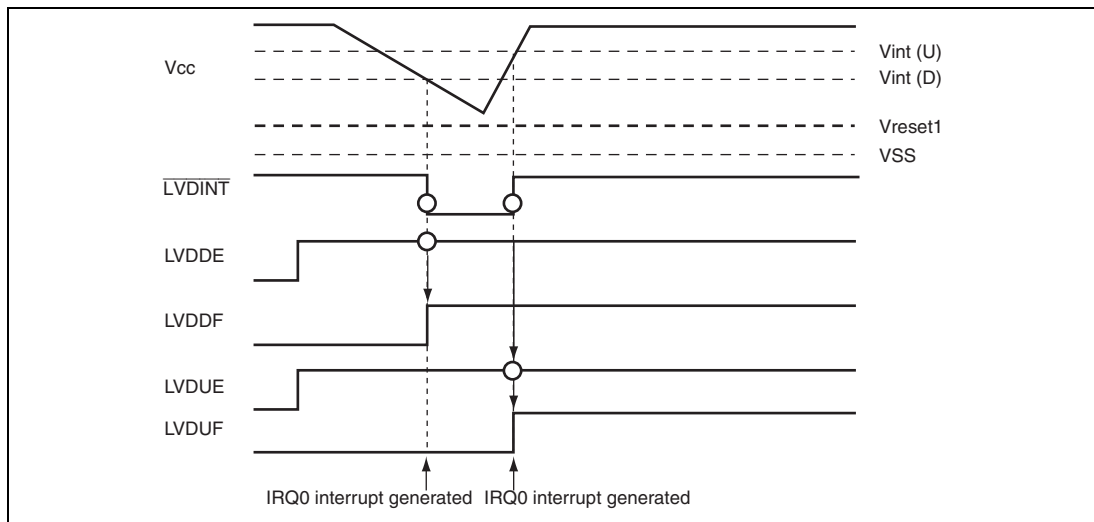 Vcc
Vint (U)
Vint (D)
Vreset1
VSS
LVDINT
LVDDE
LVDDF
LVDUE
LVDUF
IRQ0 interrupt generated IRQ0 interrupt generated